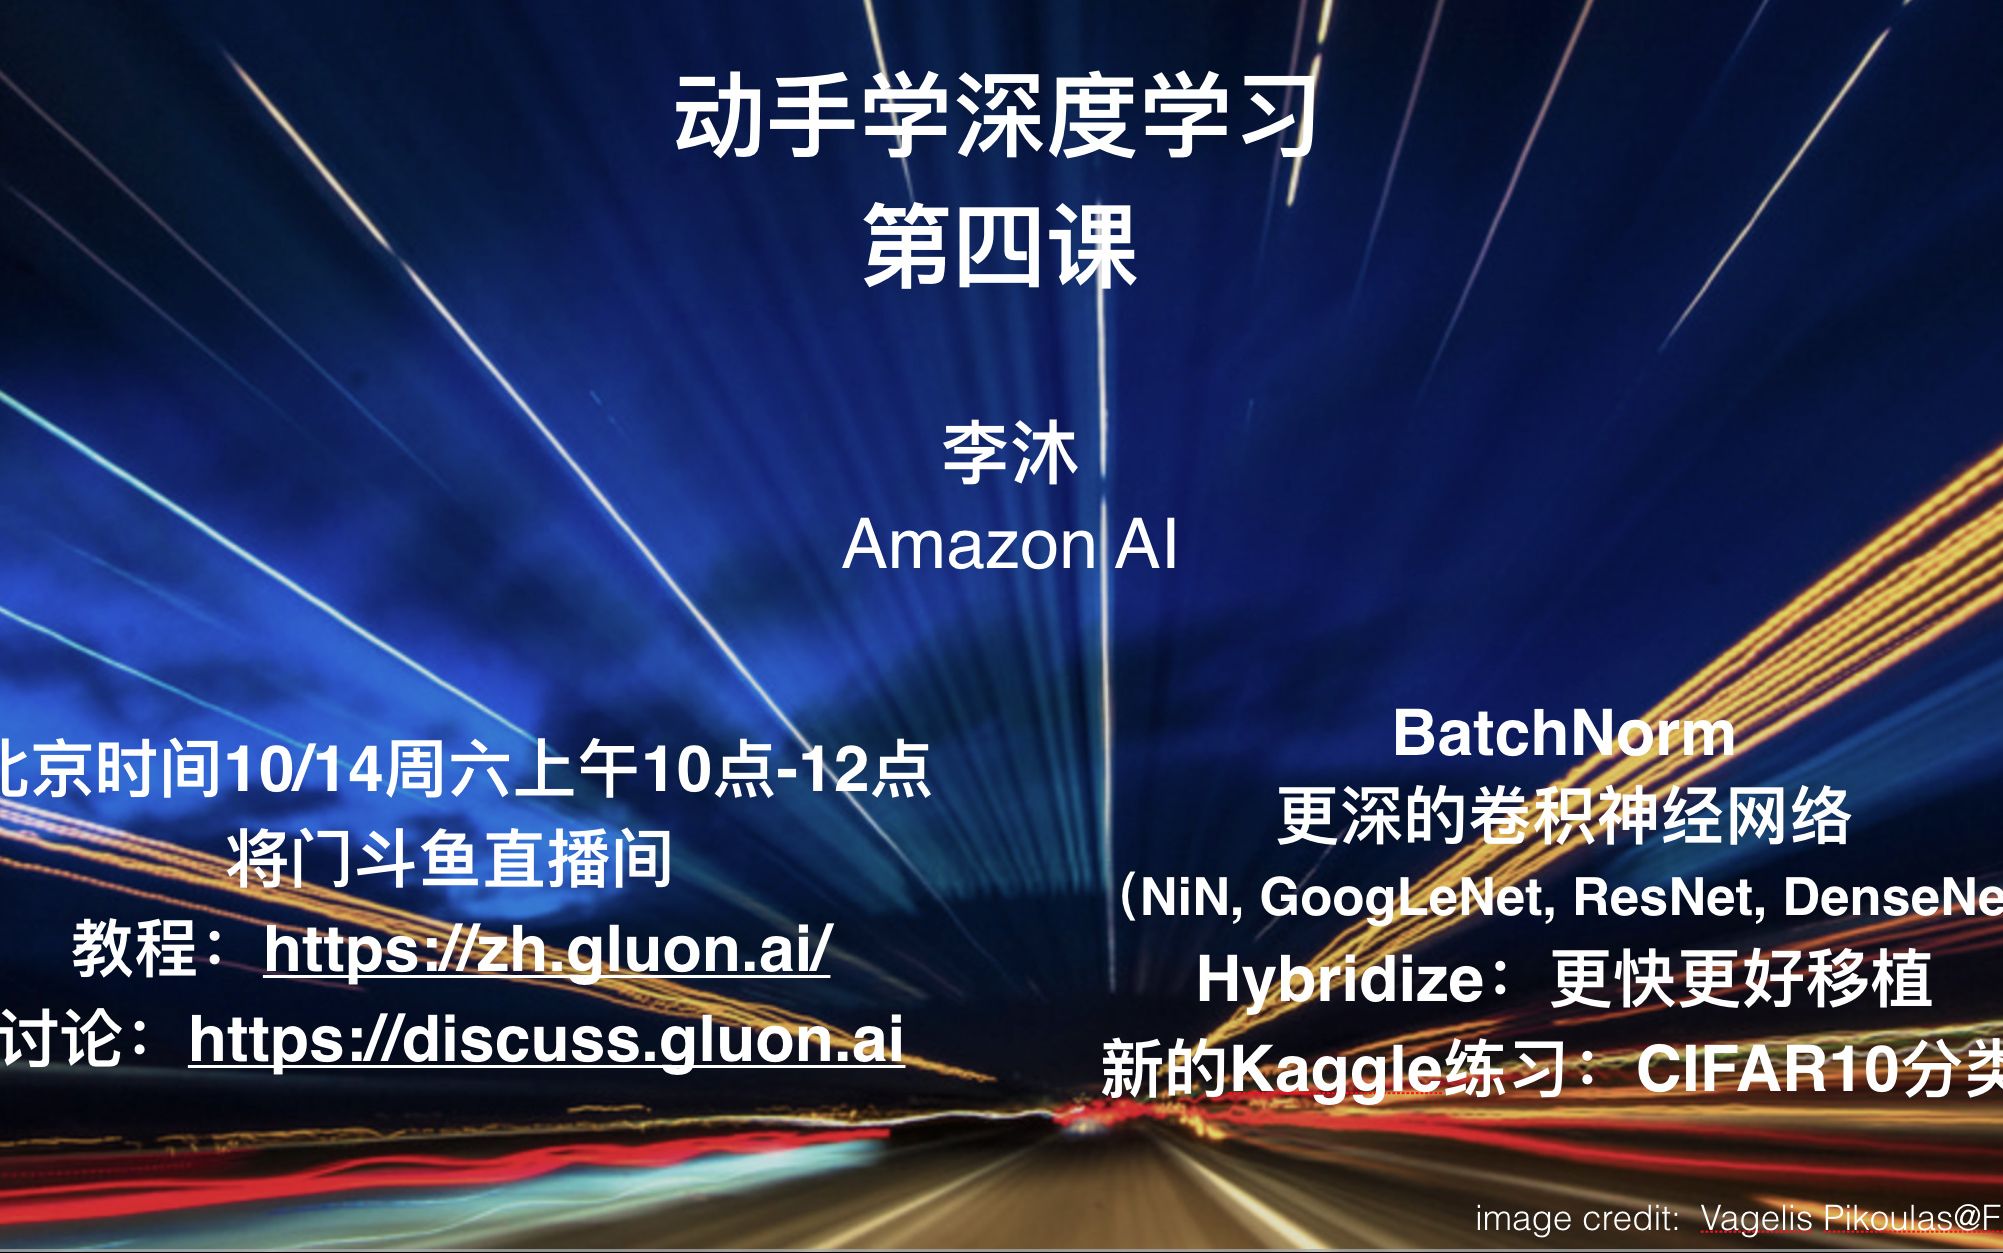 动手学深度学习
第四课
李沐
Amazon AI
北京时间10/14周六上午10点-12点
将门斗鱼直播间
教程：https://zh.gluon.ai/
讨论：https://discuss.gluon.ai
BatchNorm
更深的卷积神经网络
(NiN, GoogLeNet, ResNet, DenseNe
Hybridize：更快更好移植
新的Kaggle练习：CIFAR10分类
image credit: Vagelis Pikoulas@F